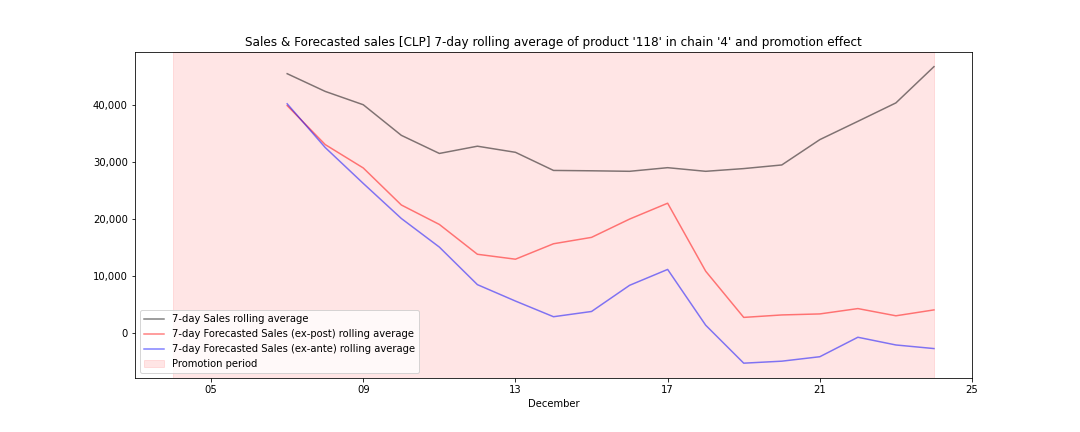 Sales & Forecasted sales [CLP] 7-day rolling average of product '118' in chain '4' and promotion effect
40,000
30,000
20,000
10,000
0
7-day Sales rolling average
7-day Forecasted Sales (ex-post) rolling average
7-day Forecasted Sales (ex-ante) rolling average
Promotion period
05 09 13 17 21 25
December